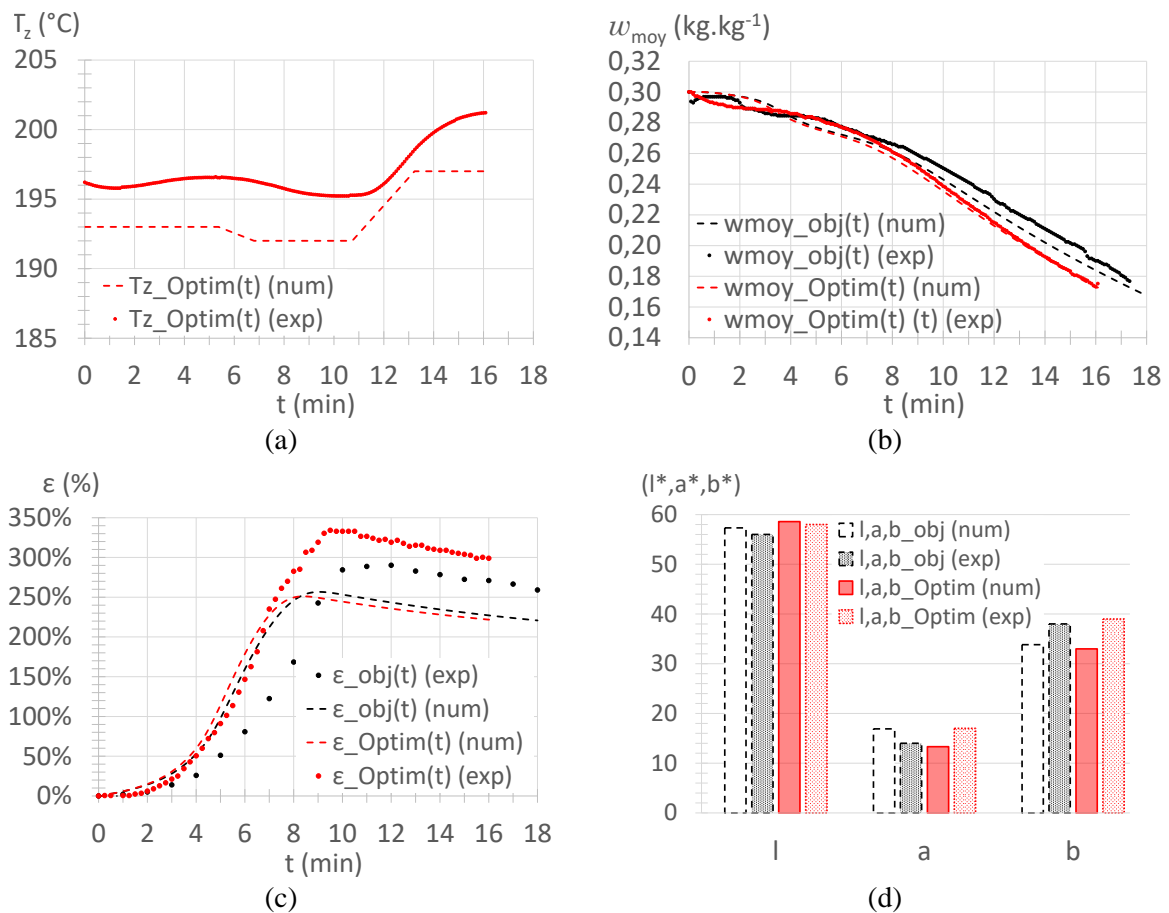 T_z (°C)
205
200
195
190
185
Tz_Optim(t) (num)
Tz_Optim(t) (exp)
0 2 4 6 8 10 12 14 16 18
t (min)
(a)
w_moy (kg.kg⁻¹)
0,32
0,30
0,28
0,26
0,24
0,22
0,20
0,18
0,16
0,14
wmoy_obj(t) (num)
wmoy_obj(t) (exp)
wmoy_Optim(t) (num)
wmoy_Optim(t) (t) (exp)
0 2 4 6 8 10 12 14 16 18
t (min)
(b)
ε (%)
350%
300%
250%
200%
150%
100%
50%
0%
ε_obj(t) (exp)
ε_obj(t) (num)
ε_Optim(t) (num)
ε_Optim(t) (exp)
0 2 4 6 8 10 12 14 16 18
t (min)
(c)
(l*,a*,b*)
60
50
40
30
20
10
0
l,a,b_obj (num)
l,a,b_obj (exp)
l,a,b_Optim (num)
l,a,b_Optim (exp)
l a b
(d)